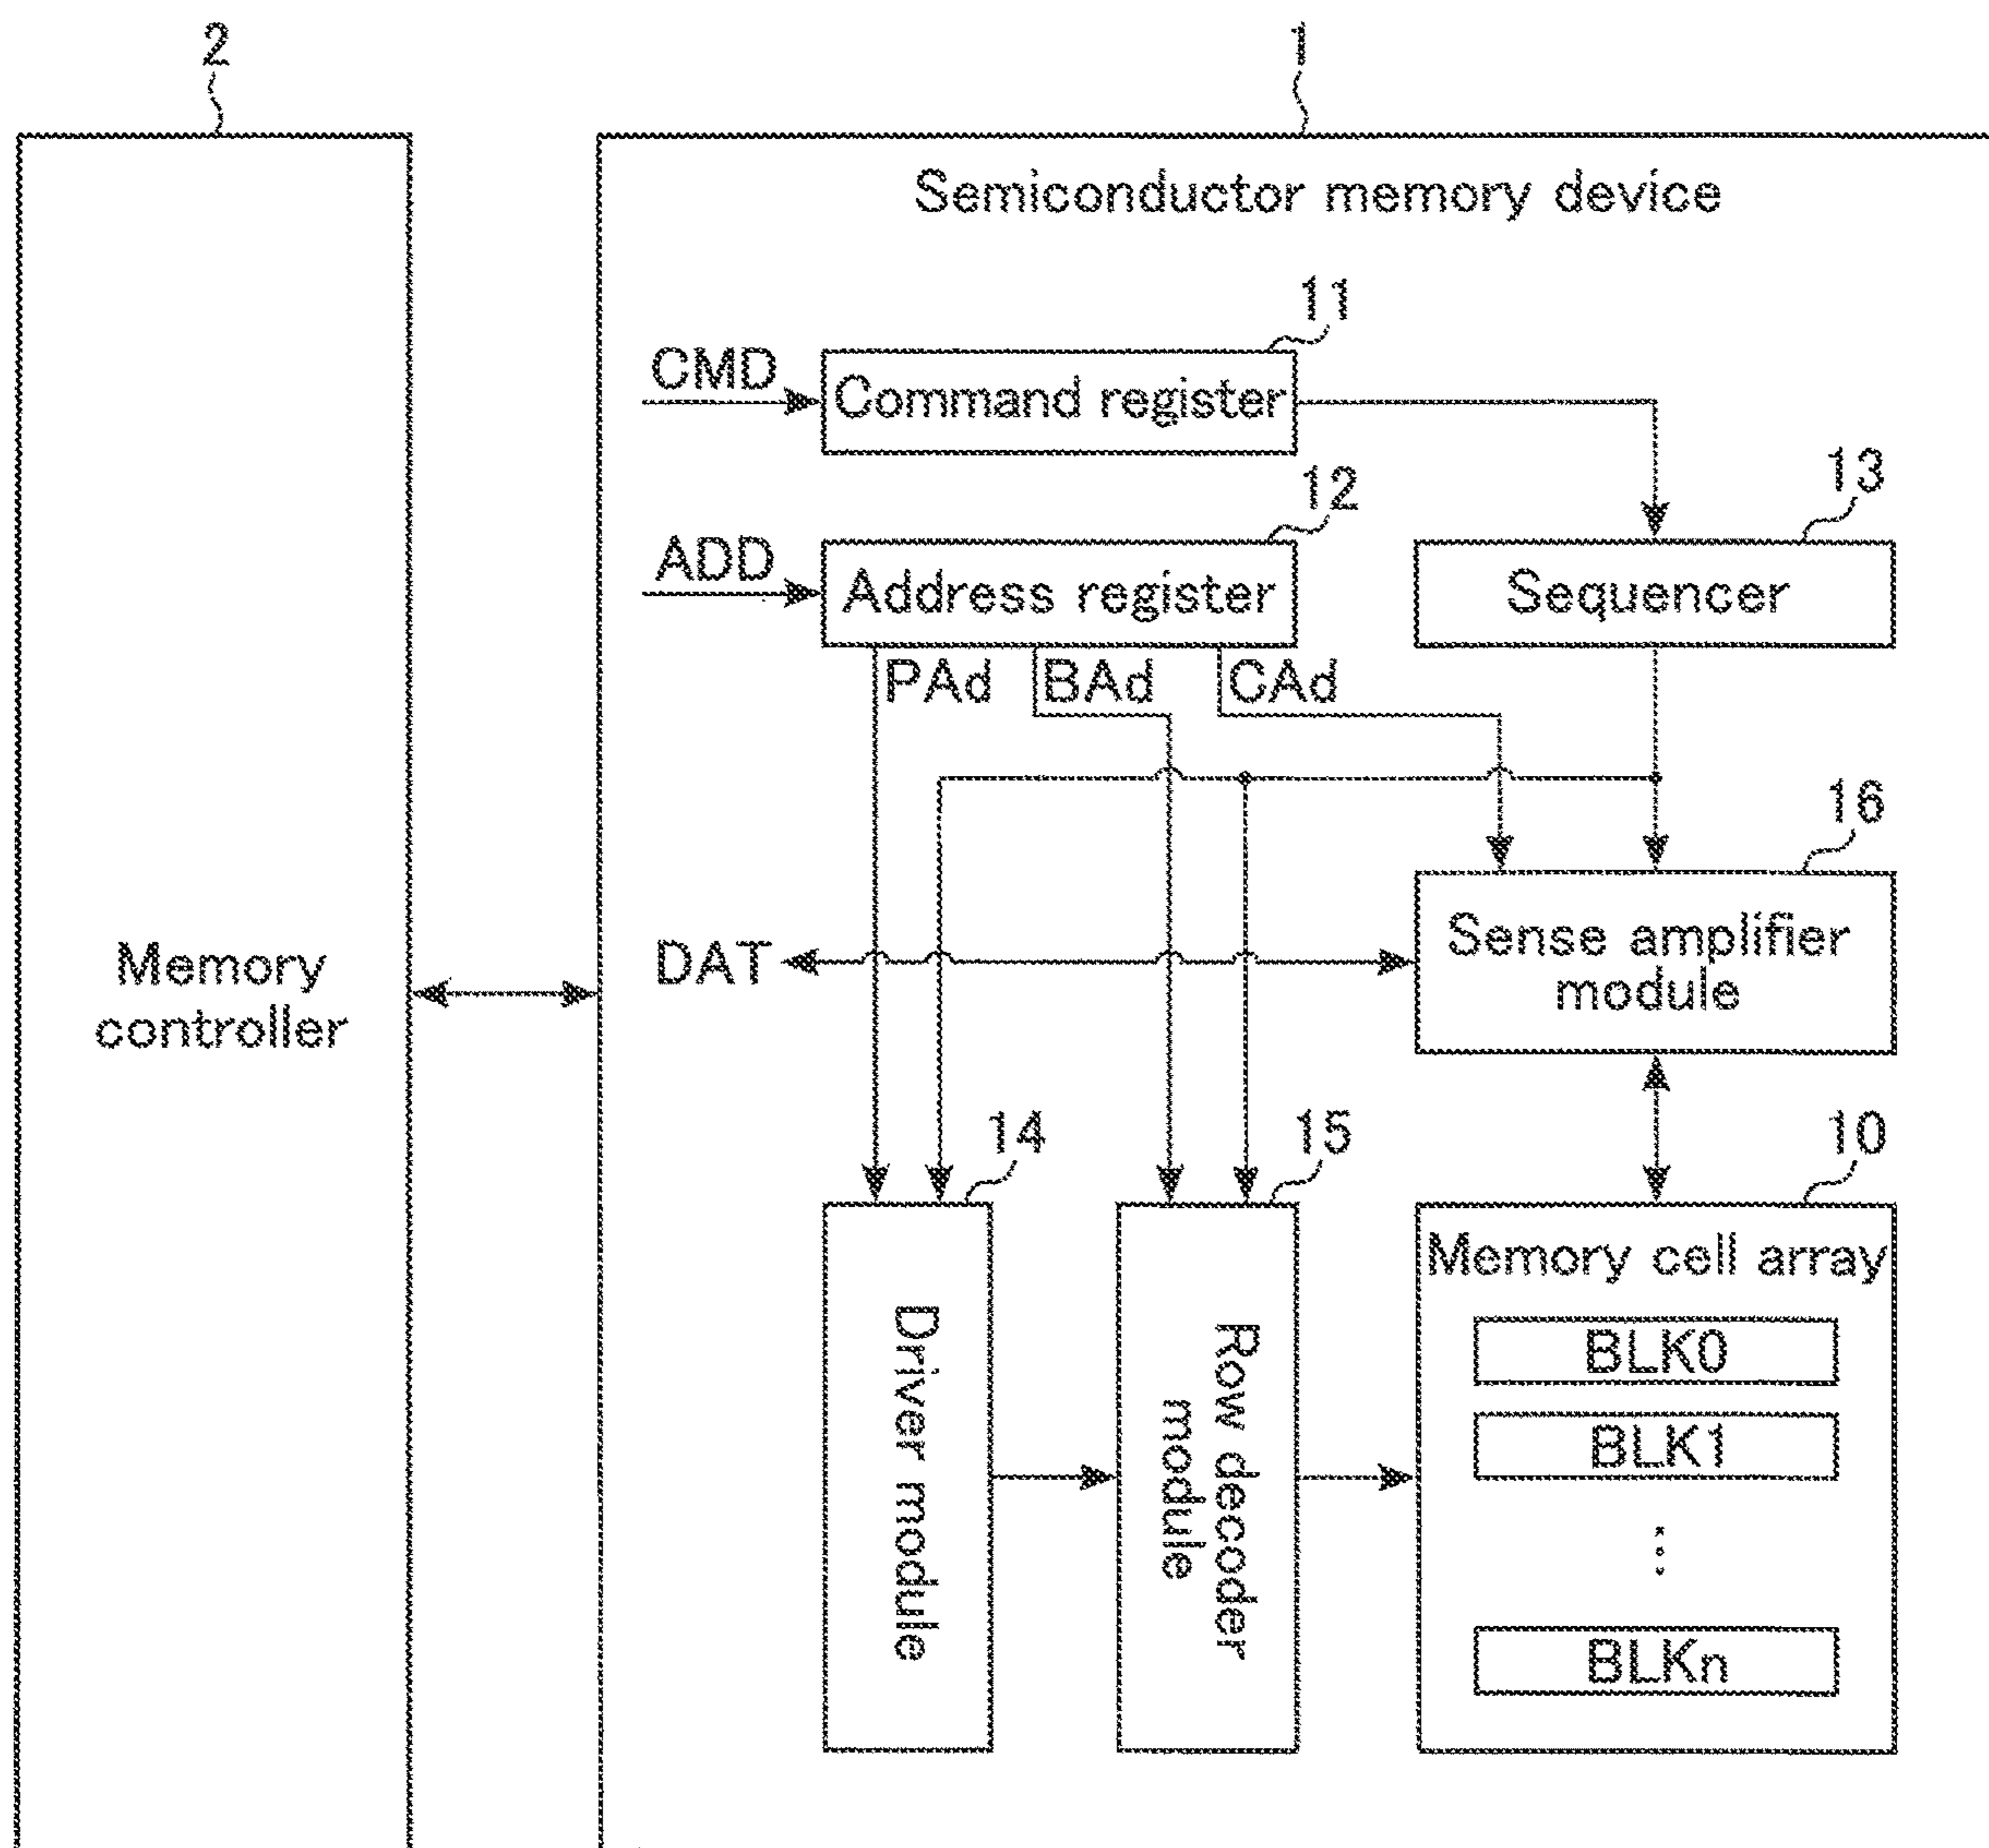 2
1
Semiconductor memory device
11
CMD
Command register
12
13
ADD
Address register
Sequencer
PAd
BAd
CAd
16
Memory
controller
DAT
Sense amplifier
module
14
15
10
Driver module
Row decoder
module
Memory cell array
BLK0
BLK1
⋮
BLKn